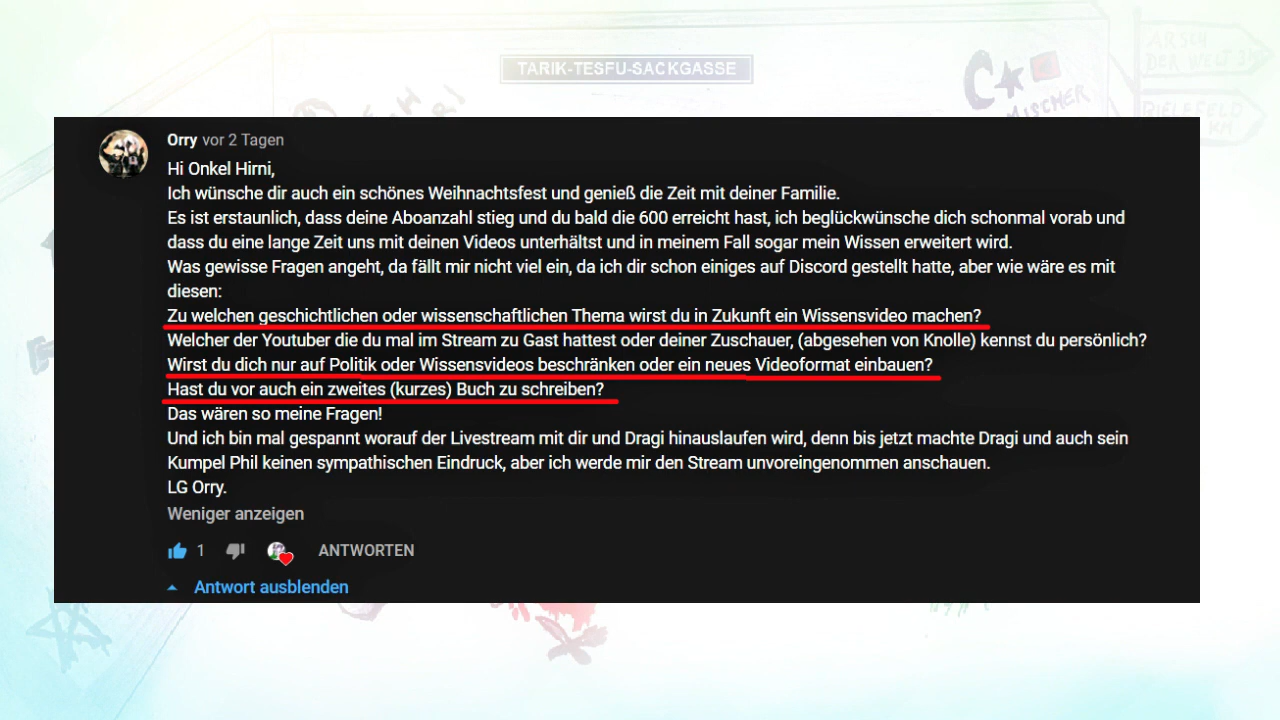 TARIK-TESFU-SACKGASSE
ARSCH
DER WELT
BIELEFELD
KM
MISCHER
Orry vor 2 Tagen
Hi Onkel Hirni,
Ich wünsche dir auch ein schönes Weihnachtsfest und genieß die Zeit mit deiner Familie.
Es ist erstaunlich, dass deine Aboanzahl stieg und du bald die 600 erreicht hast, ich beglückwünsche dich schonmal vorab und
dass du eine lange Zeit uns mit deinen Videos unterhältst und in meinem Fall sogar mein Wissen erweitert wird.
Was gewisse Fragen angeht, da fällt mir nicht viel ein, da ich dir schon einiges auf Discord gestellt hatte, aber wie wäre es mit
diesen:
Zu welchen geschichtlichen oder wissenschaftlichen Thema wirst du in Zukunft ein Wissensvideo machen?
Welcher der Youtuber die du mal im Stream zu Gast hattest oder deiner Zuschauer, (abgesehen von Knolle) kennst du persönlich?
Wirst du dich nur auf Politik oder Wissensvideos beschränken oder ein neues Videoformat einbauen?
Hast du vor auch ein zweites (kurzes) Buch zu schreiben?
Das wären so meine Fragen!
Und ich bin mal gespannt worauf der Livestream mit dir und Dragi hinauslaufen wird, denn bis jetzt machte Dragi und auch sein
Kumpel Phil keinen sympathischen Eindruck, aber ich werde mir den Stream unvoreingenommen anschauen.
LG Orry.
Weniger anzeigen
1 ANTWORTEN
Antwort ausblenden